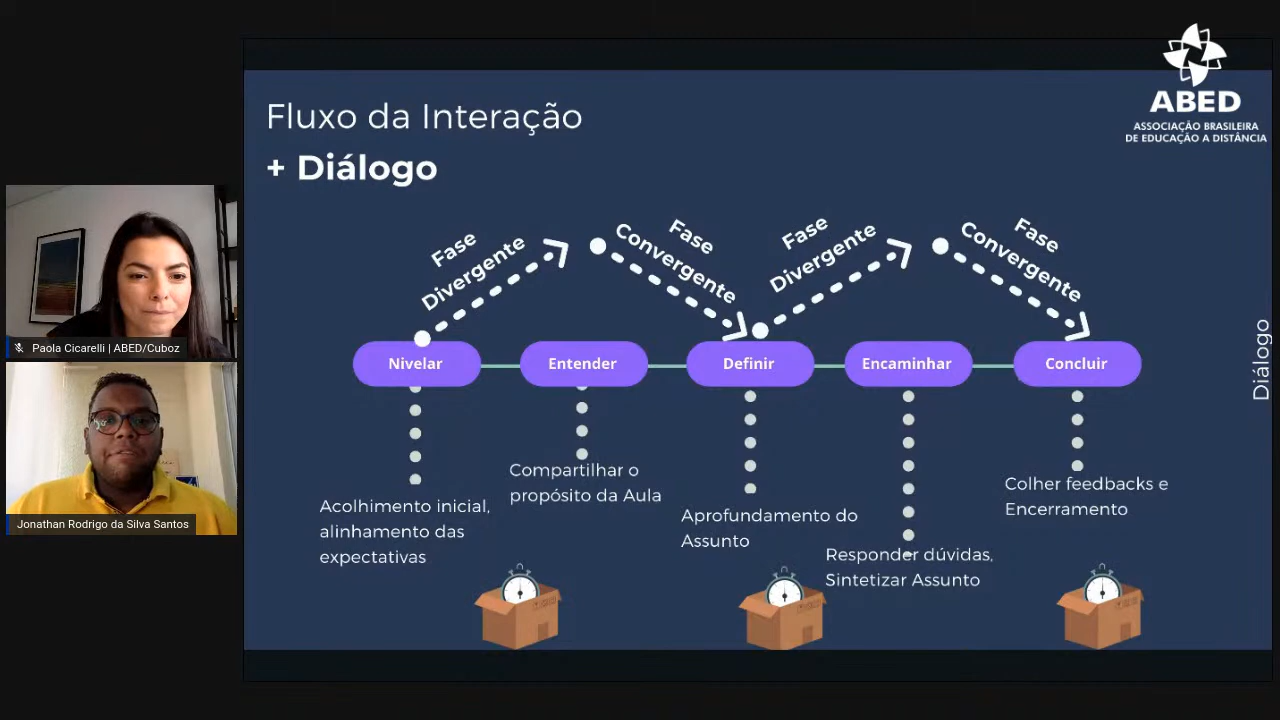 Fluxo da Interação
+ Diálogo
ABED
ASSOCIAÇÃO BRASILEIRA
DE EDUCAÇÃO A DISTÂNCIA
Fase
Divergente
Fase
Convergente
Fase
Divergente
Fase
Convergente
Nivelar
Entender
Definir
Encaminhar
Concluir
Diálogo
Acolhimento inicial,
alinhamento das
expectativas
Compartilhar o
propósito da Aula
Aprofundamento do
Assunto
Responder dúvidas,
Sintetizar Assunto
Colher feedbacks e
Encerramento
Paola Cicarelli | ABED/Cuboz
Jonathan Rodrigo da Silva Santos